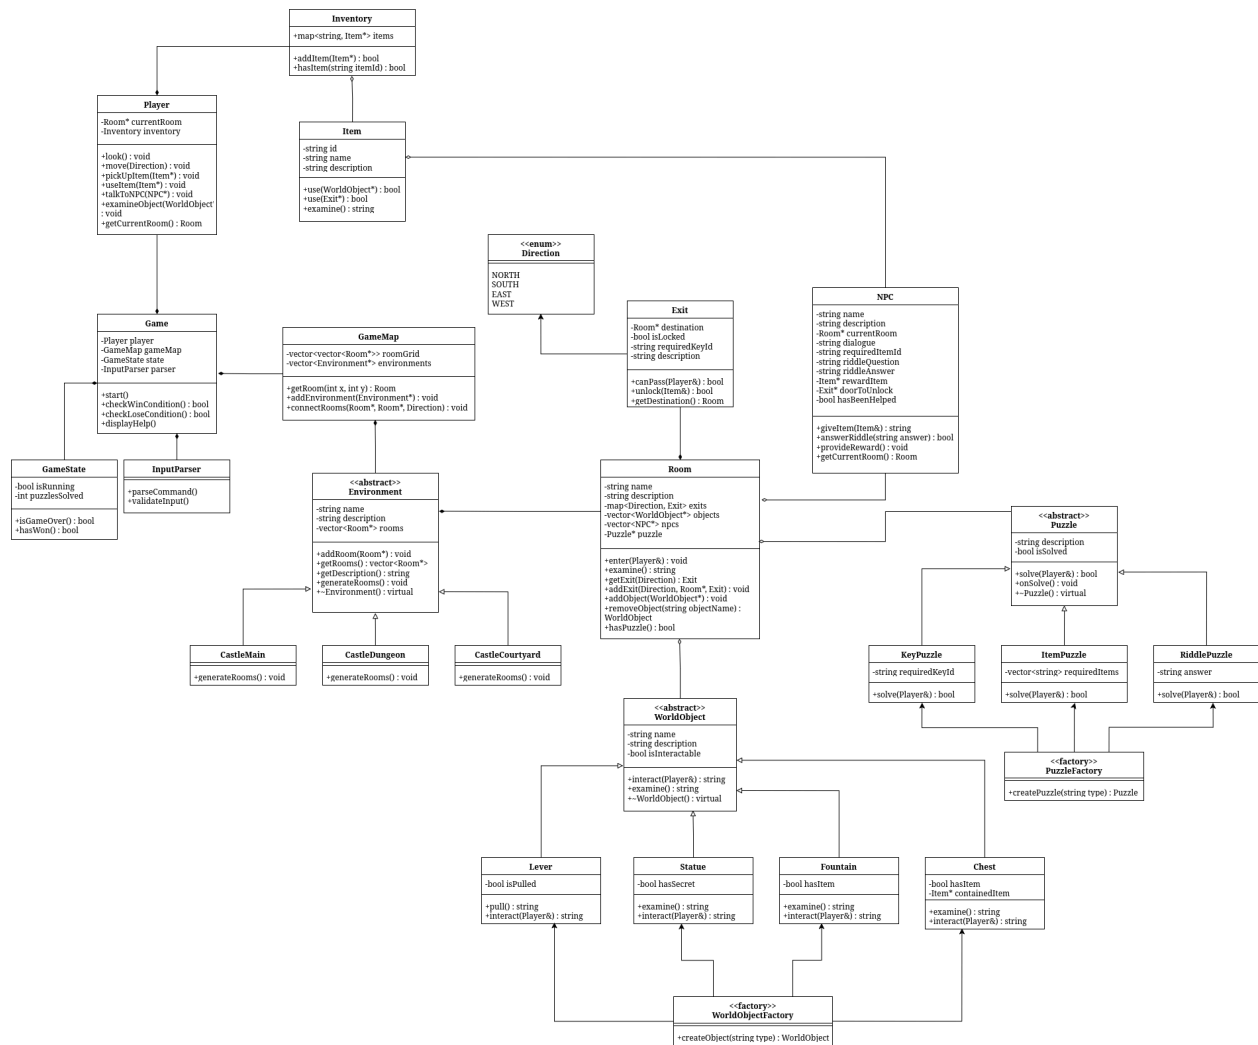 Inventory
+map<string, Item*> items
+addItem(Item*) : bool
+hasItem(string itemId) : bool
Player
-Room* currentRoom
-Inventory inventory
+look() : void
+move(Direction) : void
+pickUpItem(Item*) : void
+useItem(Item*) : void
+talkToNPC(NPC*) : void
+examineObject(WorldObject*
: void
+getCurrentRoom() : Room
Item
-string id
-string name
-string description
+use(WorldObject*) : bool
+use(Exit*) : bool
+examine() : string
<<enum>>
Direction
NORTH
SOUTH
EAST
WEST
Exit
-Room* destination
-bool isLocked
-string requiredKeyId
-string description
+canPass(Player&) : bool
+unlock(Item&) : bool
+getDestination() : Room
NPC
-string name
-string description
-Room* currentRoom
-string dialogue
-string requiredItemId
-string riddleQuestion
-string riddleAnswer
-Item* rewardItem
-Exit* doorToUnlock
-bool hasBeenHelped
+giveItem(Item&) : string
+answerRiddle(string answer) : bool
+provideReward() : void
+getCurrentRoom() : Room
Game
-Player player
-GameMap gameMap
-GameState state
-InputParser parser
+start()
+checkWinCondition() : bool
+checkLoseCondition() : bool
+displayHelp()
GameMap
-vector<vector<Room*>> roomGrid
-vector<Environment*> environments
+getRoom(int x, int y) : Room
+addEnvironment(Environment*) : void
+connectRooms(Room*, Room*, Direction) : void
GameState
-bool isRunning
-int puzzlesSolved
+isGameOver() : bool
+hasWon() : bool
InputParser
+parseCommand()
+validateInput()
<<abstract>>
Environment
-string name
-string description
-vector<Room*> rooms
+addRoom(Room*) : void
+getRooms() : vector<Room*>
+getDescription() : string
+generateRooms() : void
+~Environment() : virtual
Room
-string name
-string description
-map<Direction, Exit> exits
-vector<WorldObject*> objects
-vector<NPC*> npcs
-Puzzle* puzzle
+enter(Player&) : void
+examine() : string
+getExit(Direction) : Exit
+addExit(Direction, Room*, Exit) : void
+addObject(WorldObject*) : void
+removeObject(string objectName) :
WorldObject
+hasPuzzle() : bool
<<abstract>>
Puzzle
-string description
-bool isSolved
+solve(Player&) : bool
+onSolve() : void
+~Puzzle() : virtual
CastleMain
+generateRooms() : void
CastleDungeon
+generateRooms() : void
CastleCourtyard
+generateRooms() : void
KeyPuzzle
-string requiredKeyId
+solve(Player&) : bool
ItemPuzzle
-vector<string> requiredItems
+solve(Player&) : bool
RiddlePuzzle
-string answer
+solve(Player&) : bool
<<abstract>>
WorldObject
-string name
-string description
-bool isInteractable
+interact(Player&) : string
+examine() : string
+~WorldObject() : virtual
<<factory>>
PuzzleFactory
+createPuzzle(string type) : Puzzle
Lever
-bool isPulled
+pull() : string
+interact(Player&) : string
Statue
-bool hasSecret
+examine() : string
+interact(Player&) : string
Fountain
-bool hasItem
+examine() : string
+interact(Player&) : string
Chest
-bool hasItem
-Item* containedItem
+examine() : string
+interact(Player&) : string
<<factory>>
WorldObjectFactory
+createObject(string type) : WorldObject